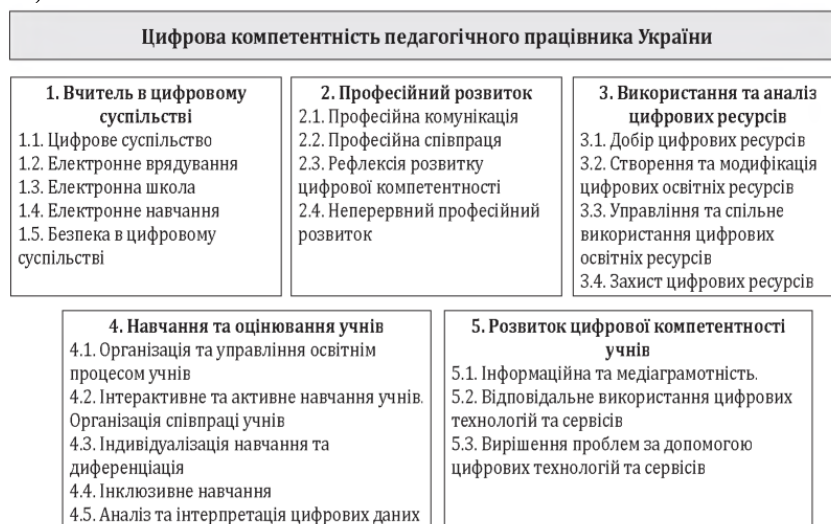 )
Цифрова компетентність педагогічного працівника України
1. Вчитель в цифровому
суспільстві
1.1. Цифрове суспільство
1.2. Електронне врядування
1.3. Електронна школа
1.4. Електронне навчання
1.5. Безпека в цифровому
суспільстві
2. Професійний розвиток
2.1. Професійна комунікація
2.2. Професійна співпраця
2.3. Рефлексія розвитку
цифрової компетентності
2.4. Неперервний професійний
розвиток
3. Використання та аналіз
цифрових ресурсів
3.1. Добір цифрових ресурсів
3.2. Створення та модифікація
цифрових освітніх ресурсів
3.3. Управління та спільне
використання цифрових
освітніх ресурсів
3.4. Захист цифрових ресурсів
4. Навчання та оцінювання учнів
4.1. Організація та управління освітнім
процесом учнів
4.2. Інтерактивне та активне навчання учнів.
Організація співпраці учнів
4.3. Індивідуалізація навчання та
диференціація
4.4. Інклюзивне навчання
4.5. Аналіз та інтерпретація цифрових даних
5. Розвиток цифрової компетентності
учнів
5.1. Інформаційна та медіаграмотність.
5.2. Відповідальне використання цифрових
технологій та сервісів
5.3. Вирішення проблем за допомогою
цифрових технологій та сервісів